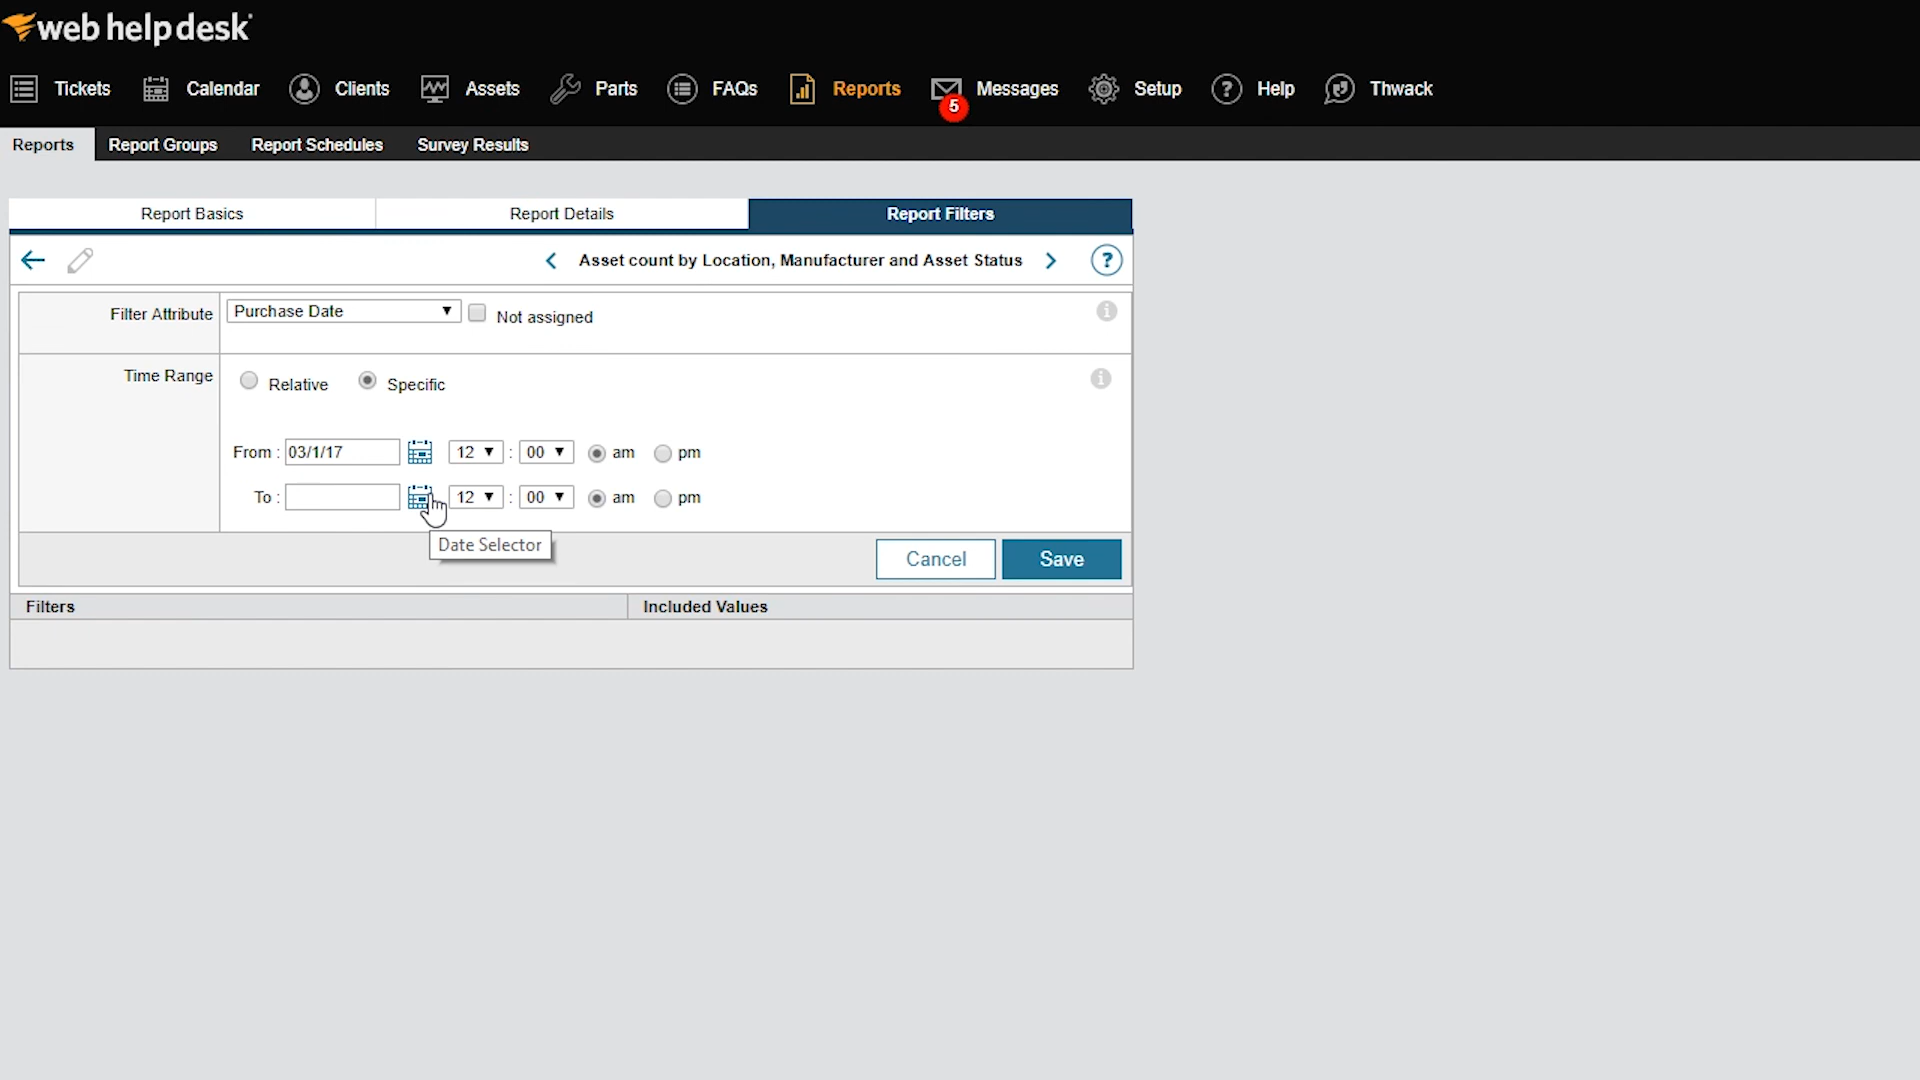 web help desk
Tickets Calendar Clients Assets Parts FAQs Reports 5 Messages Setup ? Help Thwack
Reports Report Groups Report Schedules Survey Results
Report Basics Report Details Report Filters
Asset count by Location, Manufacturer and Asset Status ?
Filter Attribute Purchase Date Not assigned i
Time Range Relative Specific i
From : 03/1/17 12 : 00 am pm
To : 12 : 00 am pm
Date Selector
Cancel Save
Filters Included Values